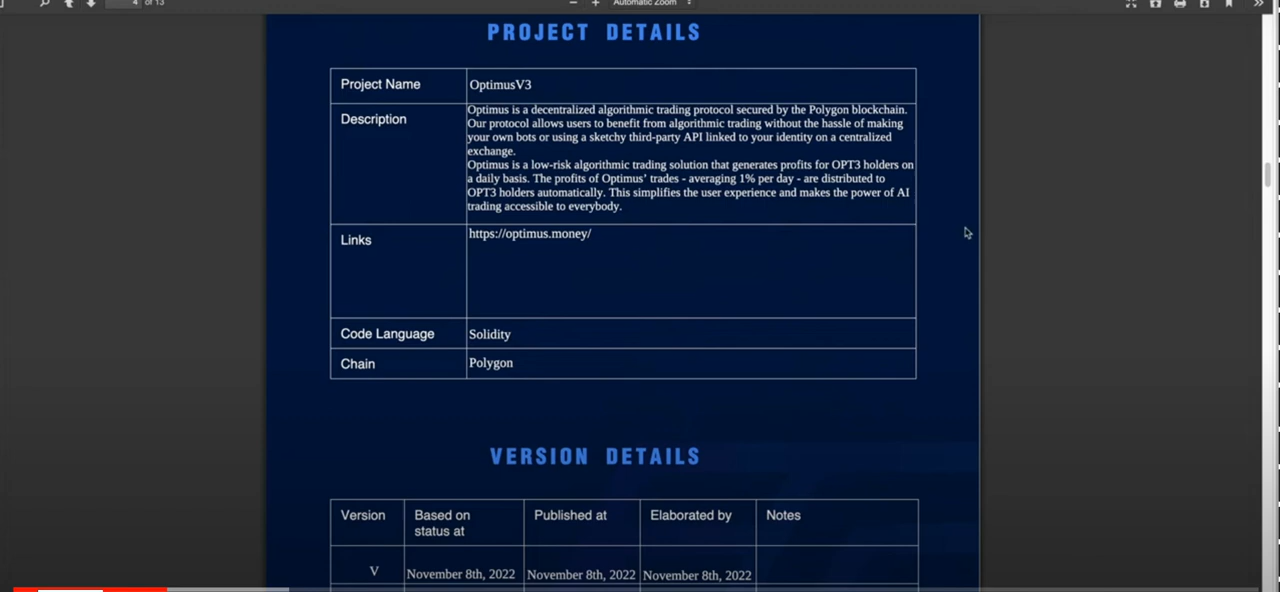 4 of 13
Automatic Zoom
PROJECT DETAILS
Project Name OptimusV3
Description
Optimus is a decentralized algorithmic trading protocol secured by the Polygon blockchain.
Our protocol allows users to benefit from algorithmic trading without the hassle of making
your own bots or using a sketchy third-party API linked to your identity on a centralized
exchange.
Optimus is a low-risk algorithmic trading solution that generates profits for OPT3 holders on
a daily basis. The profits of Optimus’ trades - averaging 1% per day - are distributed to
OPT3 holders automatically. This simplifies the user experience and makes the power of AI
trading accessible to everybody.
Links https://optimus.money/
Code Language Solidity
Chain Polygon
VERSION DETAILS
Version Based on status at Published at Elaborated by Notes
V November 8th, 2022 November 8th, 2022 November 8th, 2022